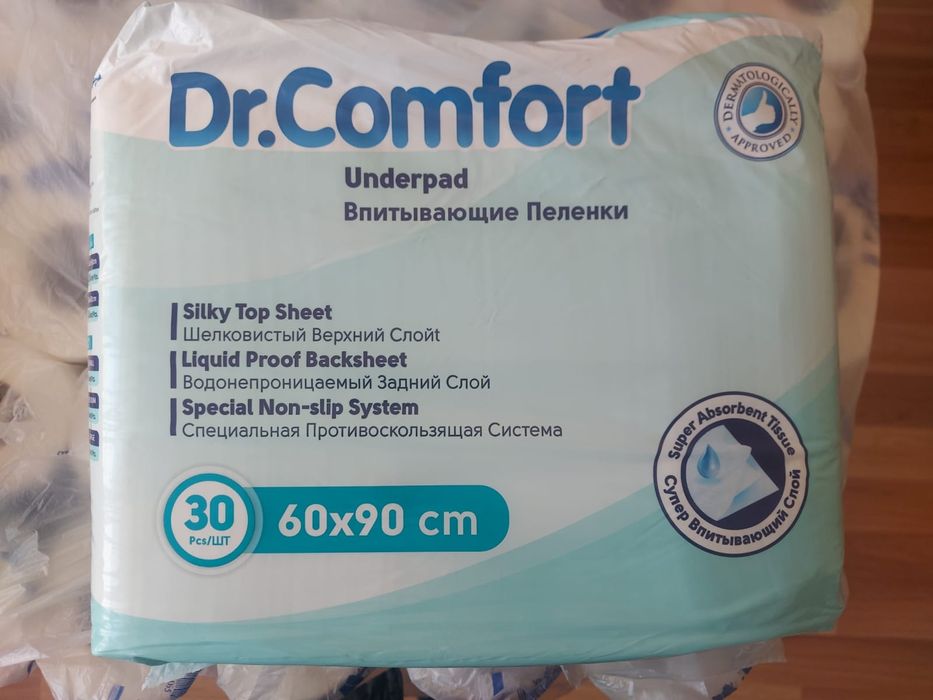 Dr.Comfort
DERMATOLOGICALLY
APPROVED
Underpad
Впитывающие Пеленки
Silky Top Sheet
Шелковистый Верхний Слойt
Liquid Proof Backsheet
Водонепроницаемый Задний Слой
Special Non-slip System
Специальная Противоскользящая Система
Super Absorbent Tissue
Супер Впитывающий Слой
30
Pcs/ШТ
60x90 cm